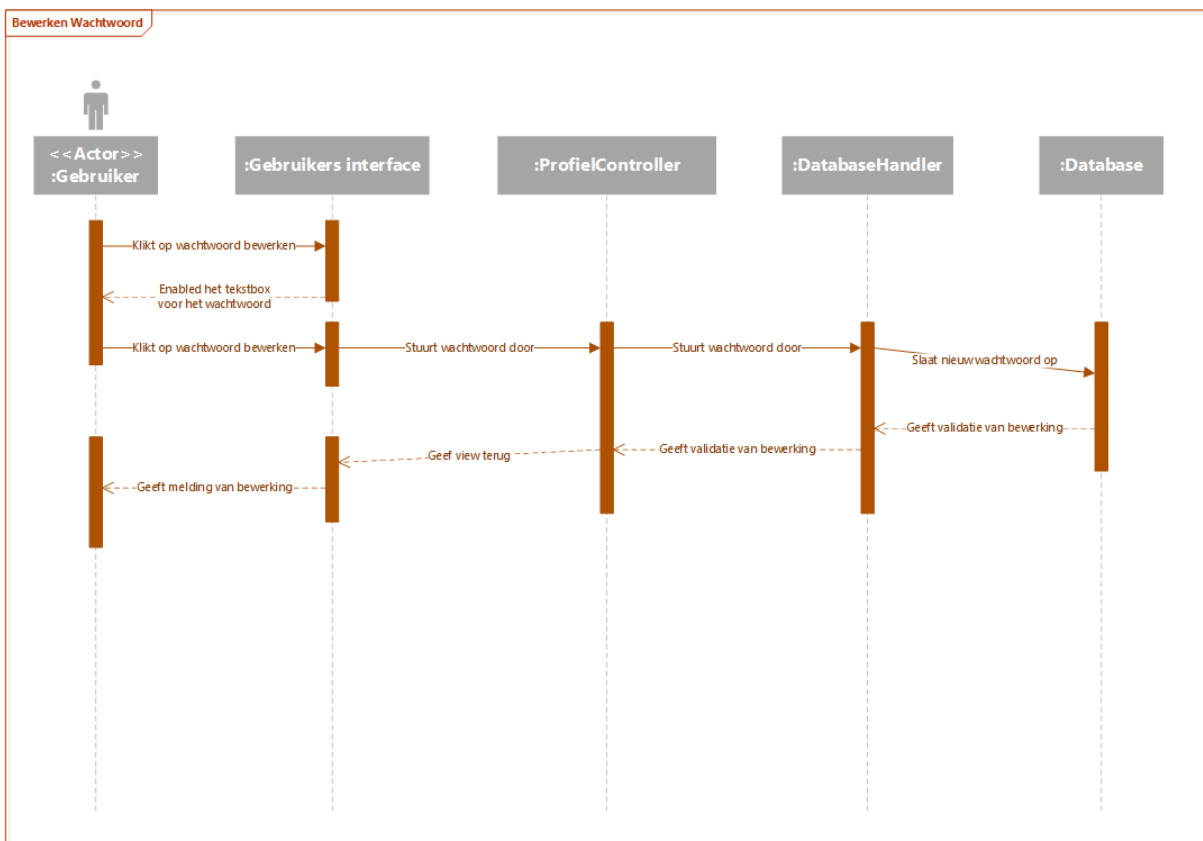 Bewerken Wachtwoord
<<Actor>>
:Gebruiker
:Gebruikers interface
:ProfielController
:DatabaseHandler
:Database
Klikt op wachtwoord bewerken
Enabled het tekstbox
voor het wachtwoord
Klikt op wachtwoord bewerken
Stuurt wachtwoord door
Stuurt wachtwoord door
Slaat nieuw wachtwoord op
Geeft validatie van bewerking
Geeft validatie van bewerking
Geef view terug
Geeft melding van bewerking